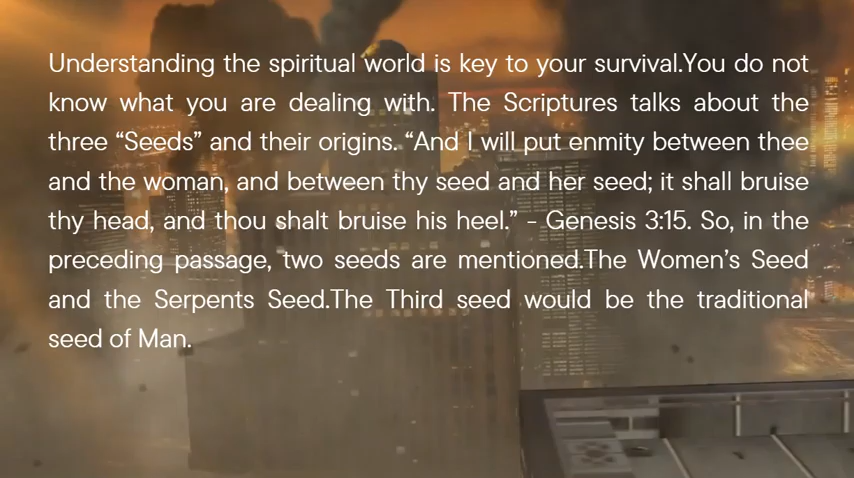 Understanding the spiritual world is key to your survival.You do not
know what you are dealing with. The Scriptures talks about the
three “Seeds” and their origins. “And I will put enmity between thee
and the woman, and between thy seed and her seed; it shall bruise
thy head, and thou shalt bruise his heel.” - Genesis 3:15. So, in the
preceding passage, two seeds are mentioned.The Women’s Seed
and the Serpents Seed.The Third seed would be the traditional
seed of Man.